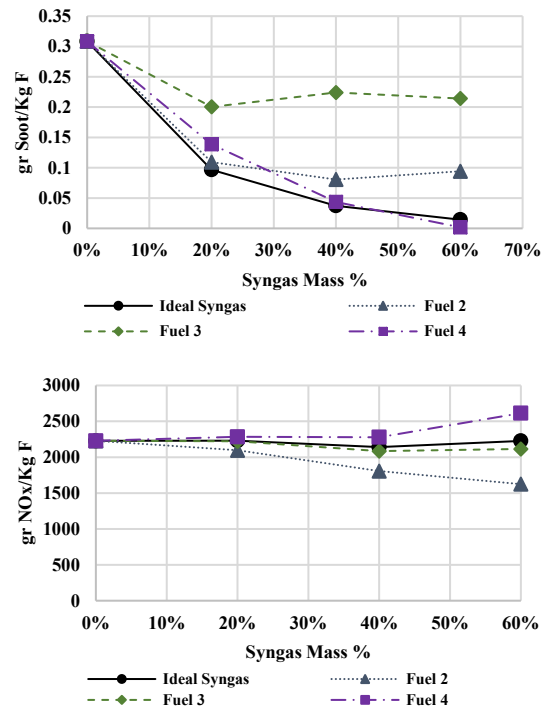 0.35
0.3
0.25
0.2
0.15
0.1
0.05
0
gr Soot/Kg F
0% 10% 20% 30% 40% 50% 60% 70%
Syngas Mass %
Ideal Syngas Fuel 2
Fuel 3 Fuel 4
3000
2500
2000
1500
1000
500
0
gr NOx/Kg F
0% 10% 20% 30% 40% 50% 60%
Syngas Mass %
Ideal Syngas Fuel 2
Fuel 3 Fuel 4